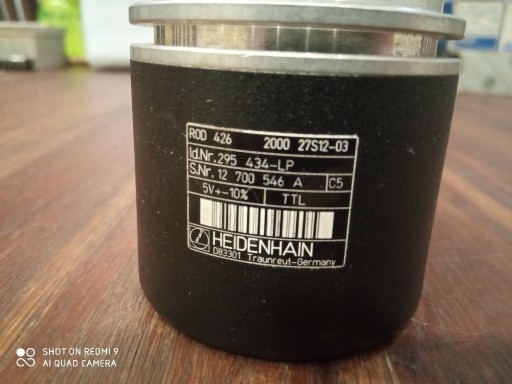 ROD 426 2000 27S12-03
Id.Nr.295 434-LP
S.Nr. 12 700 546 A C5
5V+-10% TTL
HEIDENHAIN
D83301 Traunreut-Germany
SHOT ON REDMI 9
AI QUAD CAMERA